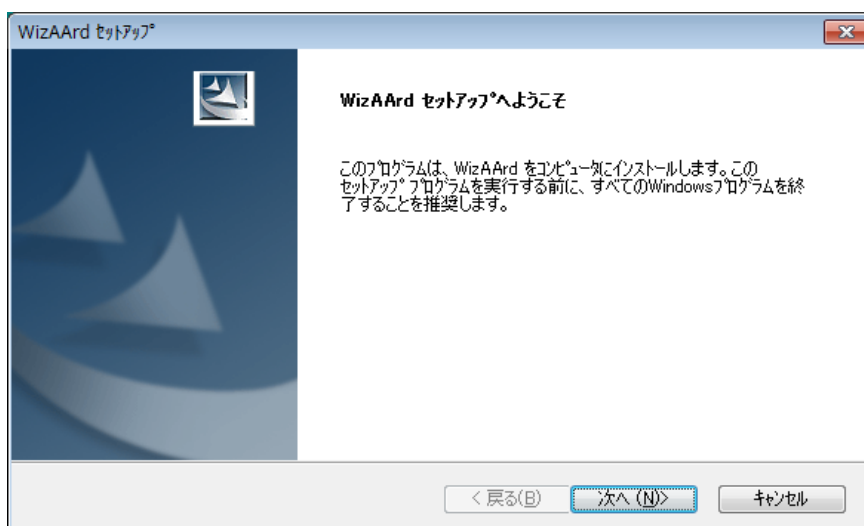 WizAArd ｾｯﾄｱｯﾌﾟ
WizAArd ｾｯﾄｱｯﾌﾟへようこそ
このﾌﾟﾛｸﾞﾗﾑは、WizAArd をｺﾝﾋﾟｭｰﾀにｲﾝｽﾄｰﾙします。この
ｾｯﾄｱｯﾌﾟ ﾌﾟﾛｸﾞﾗﾑを実行する前に、すべてのWindowsﾌﾟﾛｸﾞﾗﾑを終
了することを推奨します。
< 戻る(B) 次へ (N)> ｷｬﾝｾﾙ